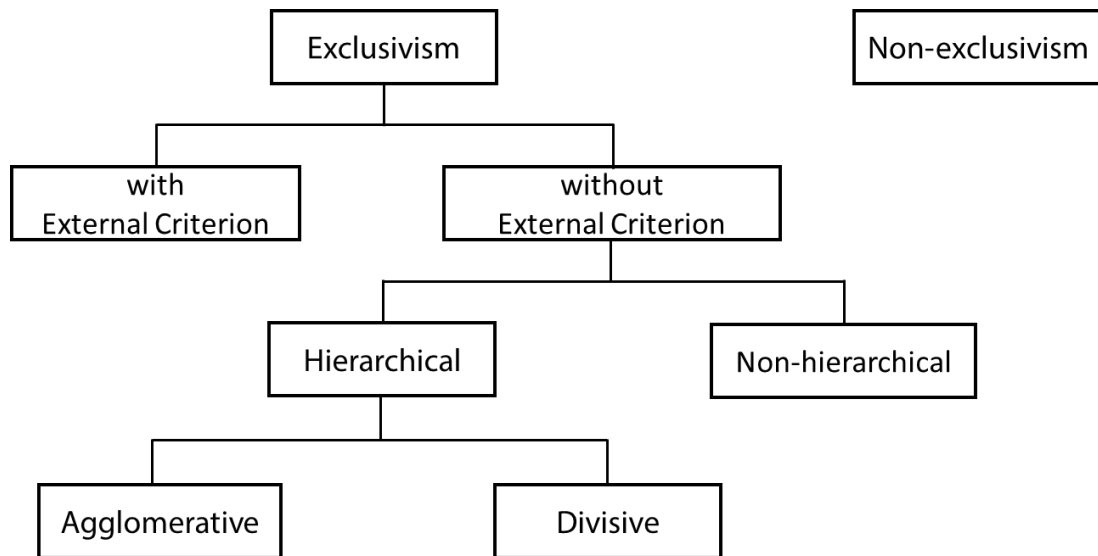 Exclusivism
Non-exclusivism
with
External Criterion
without
External Criterion
Hierarchical
Non-hierarchical
Agglomerative
Divisive